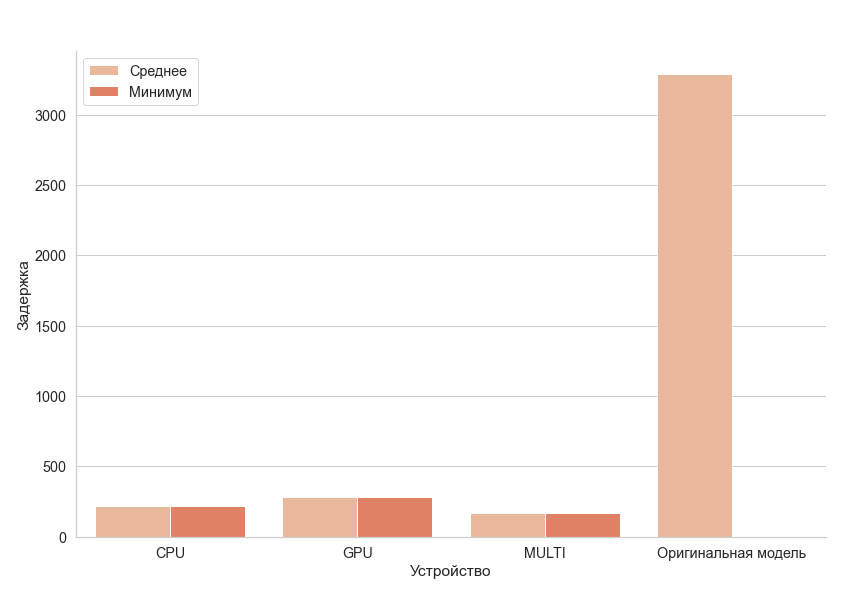 Среднее
Минимум
3000
2500
2000
1500
1000
500
0
Задержка
CPU
GPU
MULTI
Оригинальная модель
Устройство